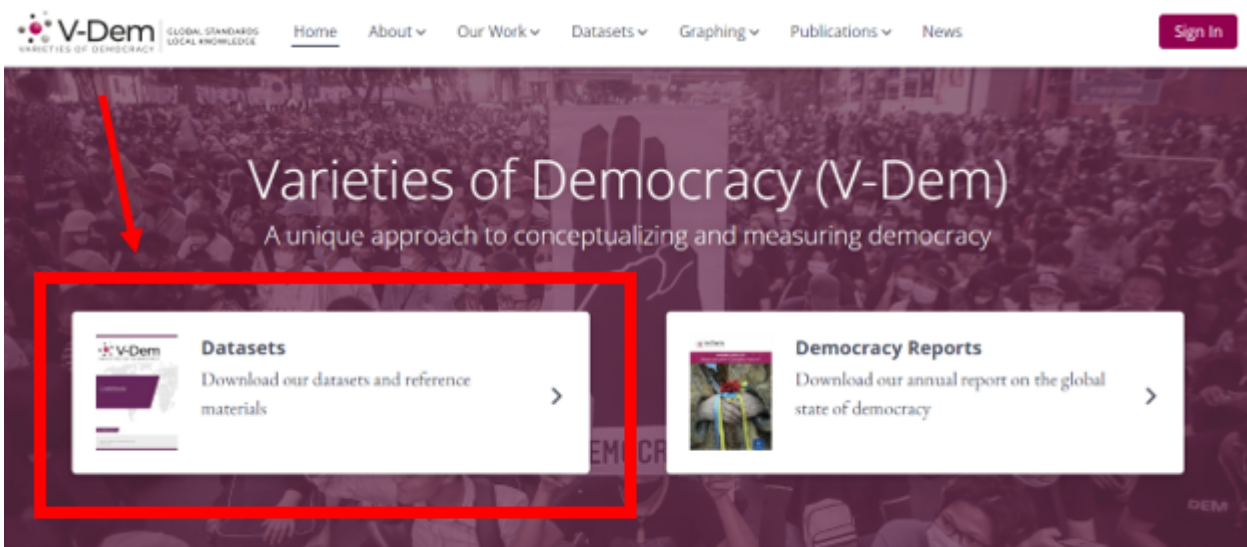 V-Dem
VARIETIES OF DEMOCRACY
GLOBAL STANDARDS
LOCAL KNOWLEDGE
Home About Our Work Datasets Graphing Publications News Sign In
Varieties of Democracy (V-Dem)
A unique approach to conceptualizing and measuring democracy
V-Dem
Datasets
Download our datasets and reference
materials
Democracy Reports
Download our annual report on the global
state of democracy
EMOCR
DEM